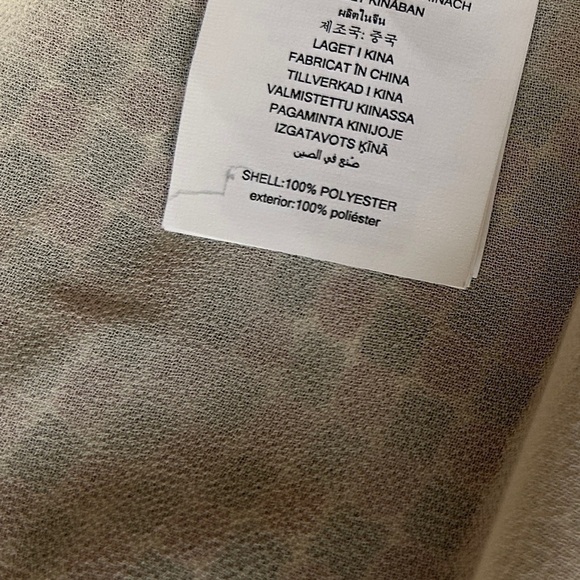 KINÁBAN
ผลิตในจีน
제조국: 중국
LAGET I KINA
FABRICAT ÎN CHINA
TILLVERKAD I KINA
VALMISTETTU KIINASSA
PAGAMINTA KINIJOJE
IZGATAVOTS ĶĪNĀ
صنع في الصين
SHELL:100% POLYESTER
exterior:100% poliéster